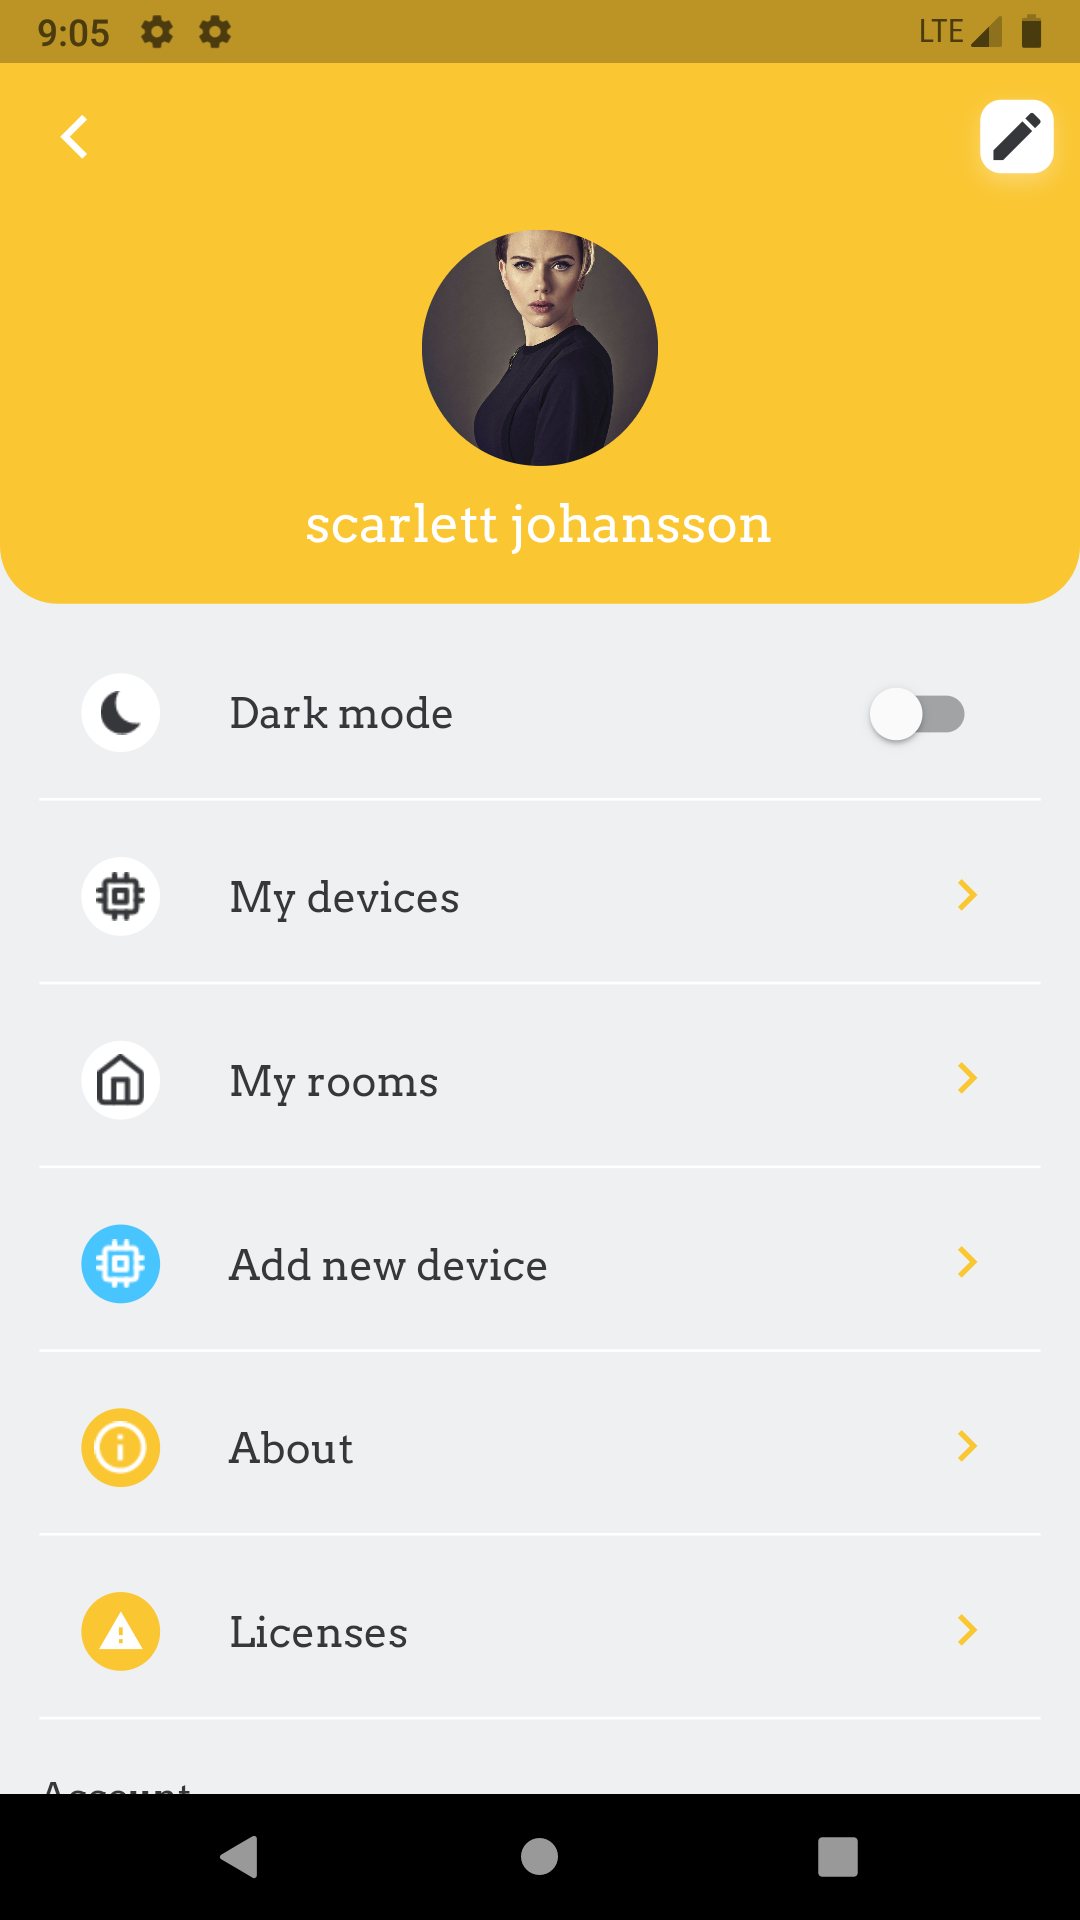 9:05 LTE
scarlett johansson
Dark mode
My devices
My rooms
Add new device
About
Licenses
Account